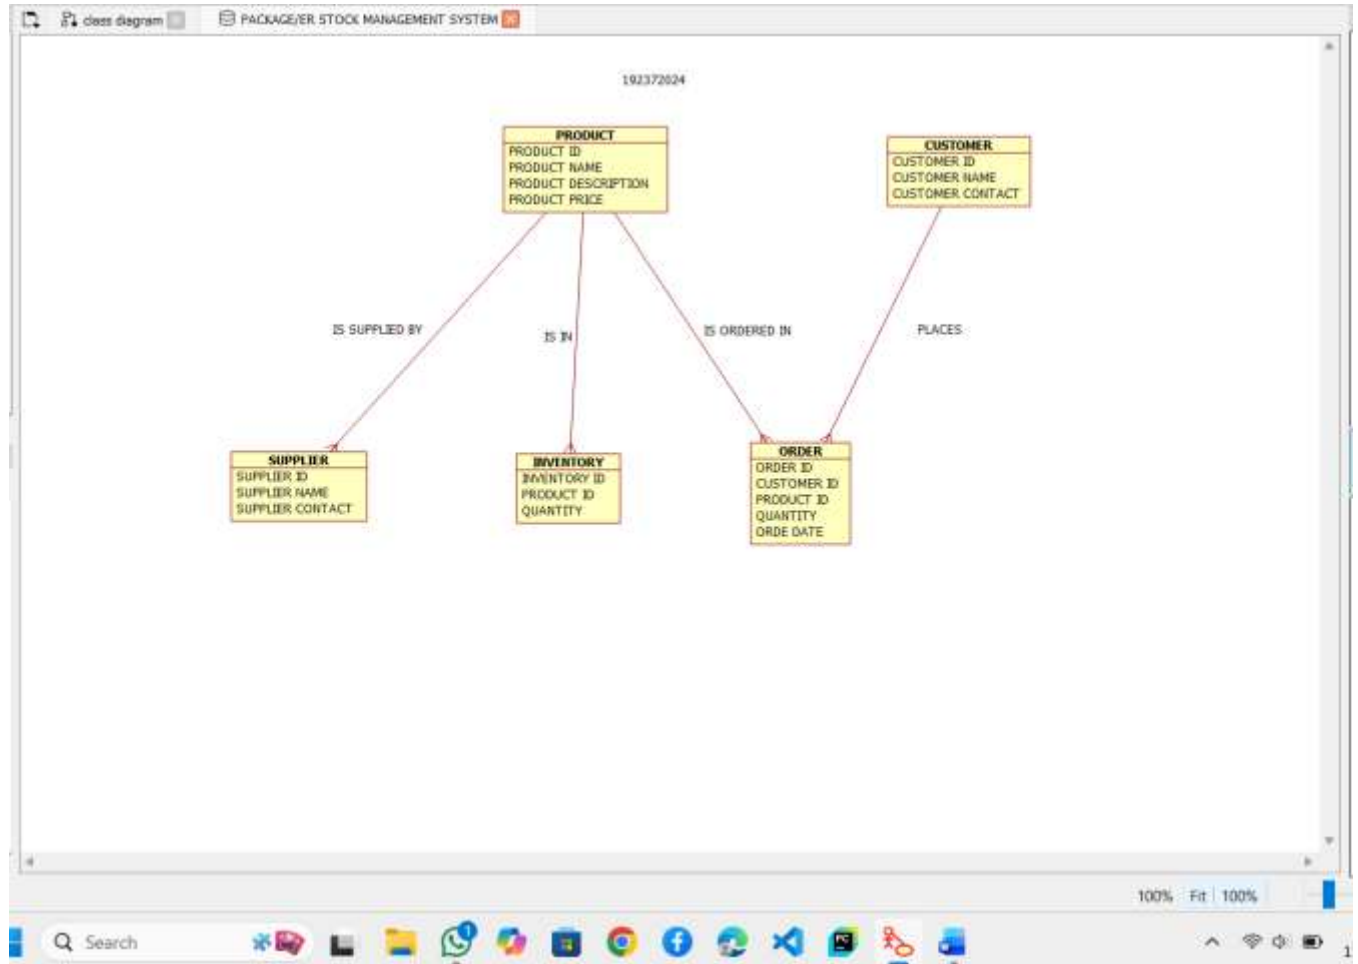 class diagram
PACKAGE/ER STOCK MANAGEMENT SYSTEM
192372024
PRODUCT
PRODUCT ID
PRODUCT NAME
PRODUCT DESCRIPTION
PRODUCT PRICE
CUSTOMER
CUSTOMER ID
CUSTOMER NAME
CUSTOMER CONTACT
IS SUPPLIED BY
IS IN
IS ORDERED IN
PLACES
SUPPLIER
SUPPLIER ID
SUPPLIER NAME
SUPPLIER CONTACT
INVENTORY
INVENTORY ID
PRODUCT ID
QUANTITY
ORDER
ORDER ID
CUSTOMER ID
PRODUCT ID
QUANTITY
ORDE DATE
100% Fit 100%
Search
1